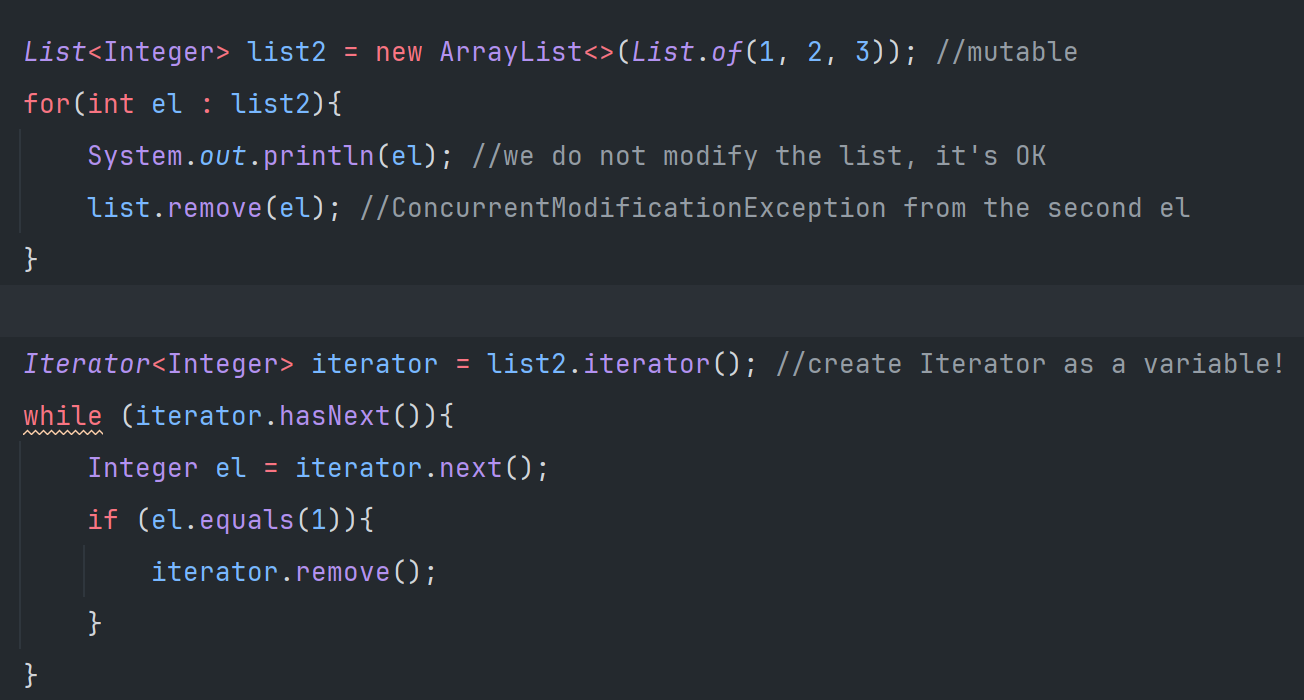 List<Integer> list2 = new ArrayList<>(List.of(1, 2, 3)); //mutable
for(int el : list2){
    System.out.println(el); //we do not modify the list, it's OK
    list.remove(el); //ConcurrentModificationException from the second el
}

Iterator<Integer> iterator = list2.iterator(); //create Iterator as a variable!
while (iterator.hasNext()){
    Integer el = iterator.next();
    if (el.equals(1)){
        iterator.remove();
    }
}